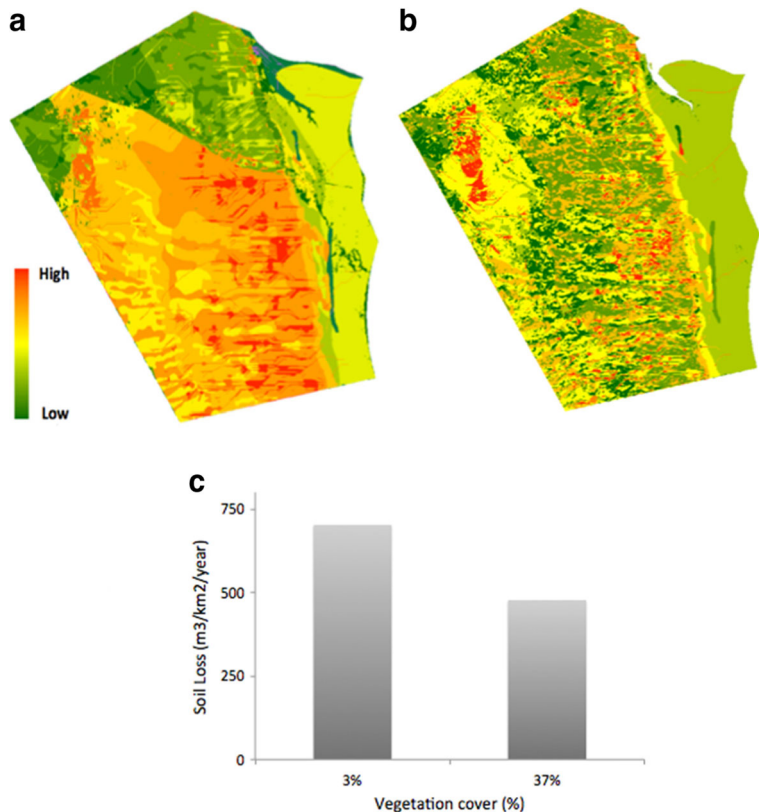 a
b
High
Low
c
750
500
250
0
Soil Loss (m3/km2/year)
3%
37%
Vegetation cover (%)